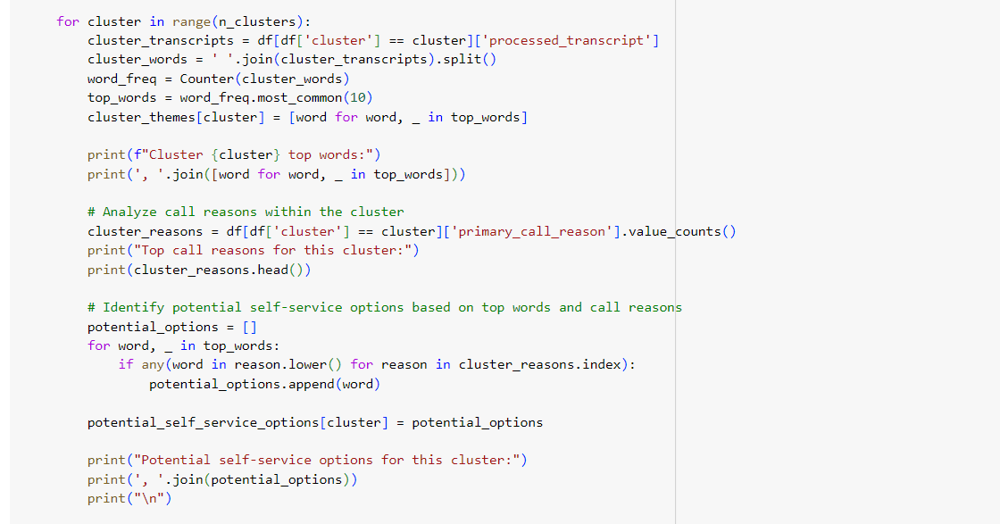 for cluster in range(n_clusters):
    cluster_transcripts = df[df['cluster'] == cluster]['processed_transcript']
    cluster_words = ' '.join(cluster_transcripts).split()
    word_freq = Counter(cluster_words)
    top_words = word_freq.most_common(10)
    cluster_themes[cluster] = [word for word, _ in top_words]

    print(f"Cluster {cluster} top words:")
    print(', '.join([word for word, _ in top_words]))

    # Analyze call reasons within the cluster
    cluster_reasons = df[df['cluster'] == cluster]['primary_call_reason'].value_counts()
    print("Top call reasons for this cluster:")
    print(cluster_reasons.head())

    # Identify potential self-service options based on top words and call reasons
    potential_options = []
    for word, _ in top_words:
        if any(word in reason.lower() for reason in cluster_reasons.index):
            potential_options.append(word)

    potential_self_service_options[cluster] = potential_options

    print("Potential self-service options for this cluster:")
    print(', '.join(potential_options))
    print("\n")